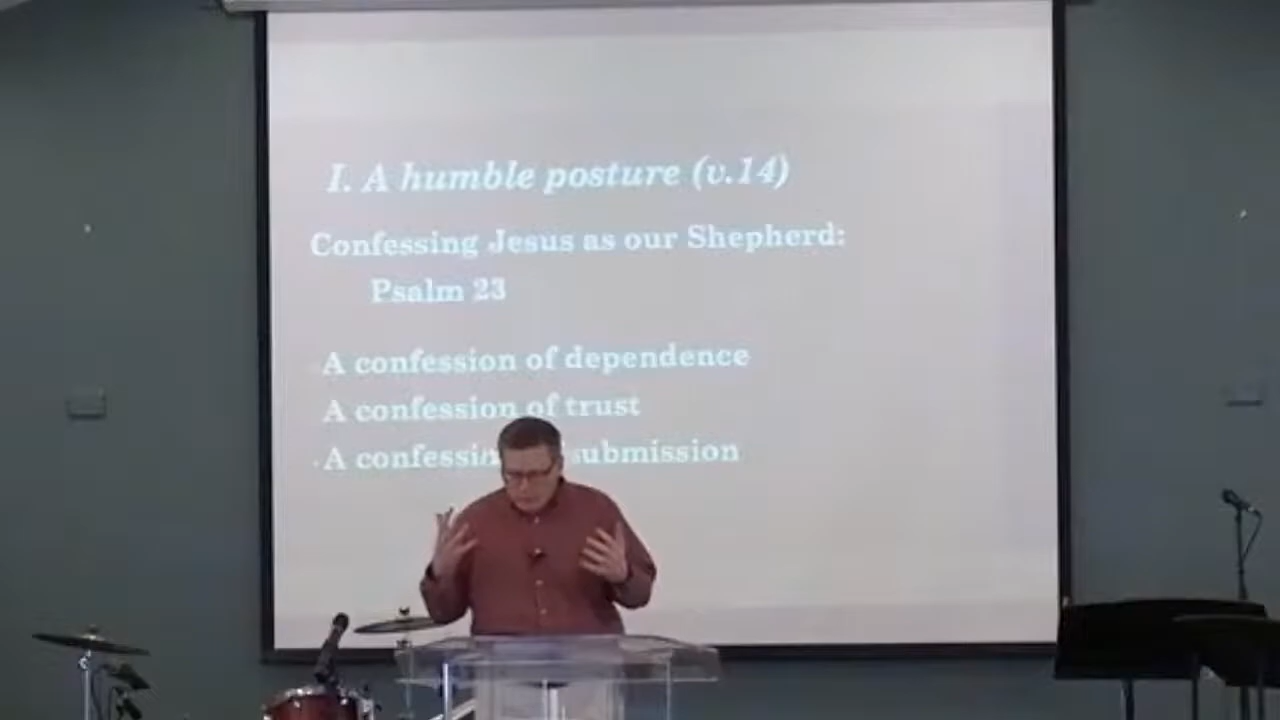 I. A humble posture (v.14)
Confessing Jesus as our Shepherd:
Psalm 23
A confession of dependence
A confession of trust
A submission